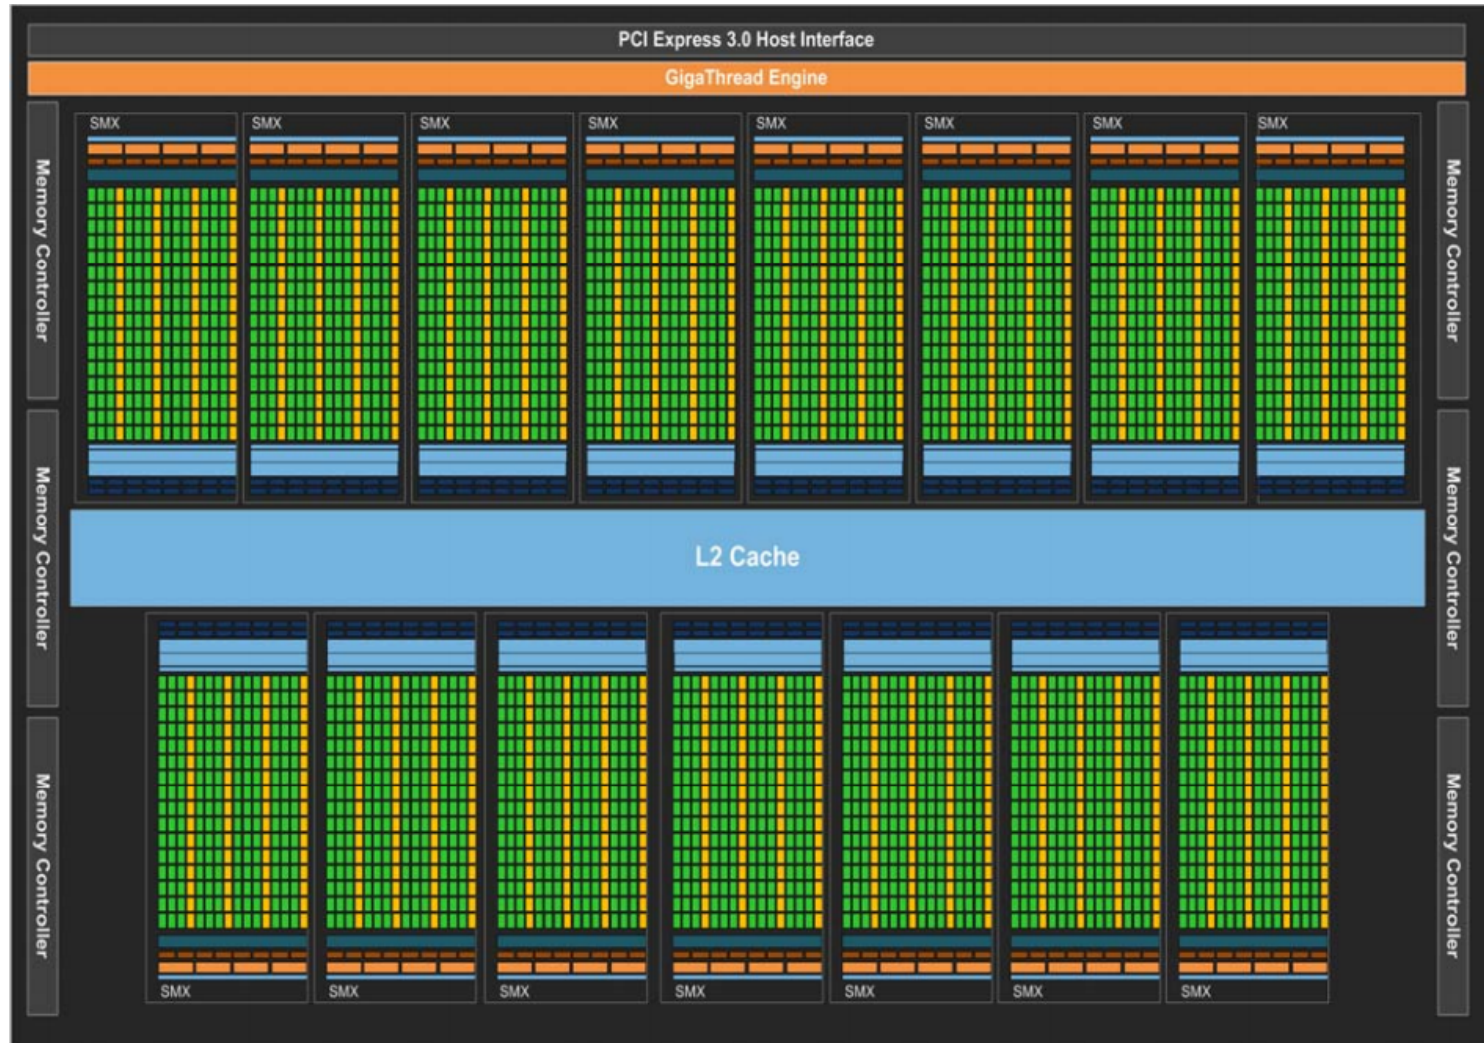 PCI Express 3.0 Host Interface
GigaThread Engine
SMX
SMX
SMX
SMX
SMX
SMX
SMX
SMX
Memory Controller
Memory Controller
Memory Controller
Memory Controller
L2 Cache
Memory Controller
Memory Controller
SMX
SMX
SMX
SMX
SMX
SMX
SMX